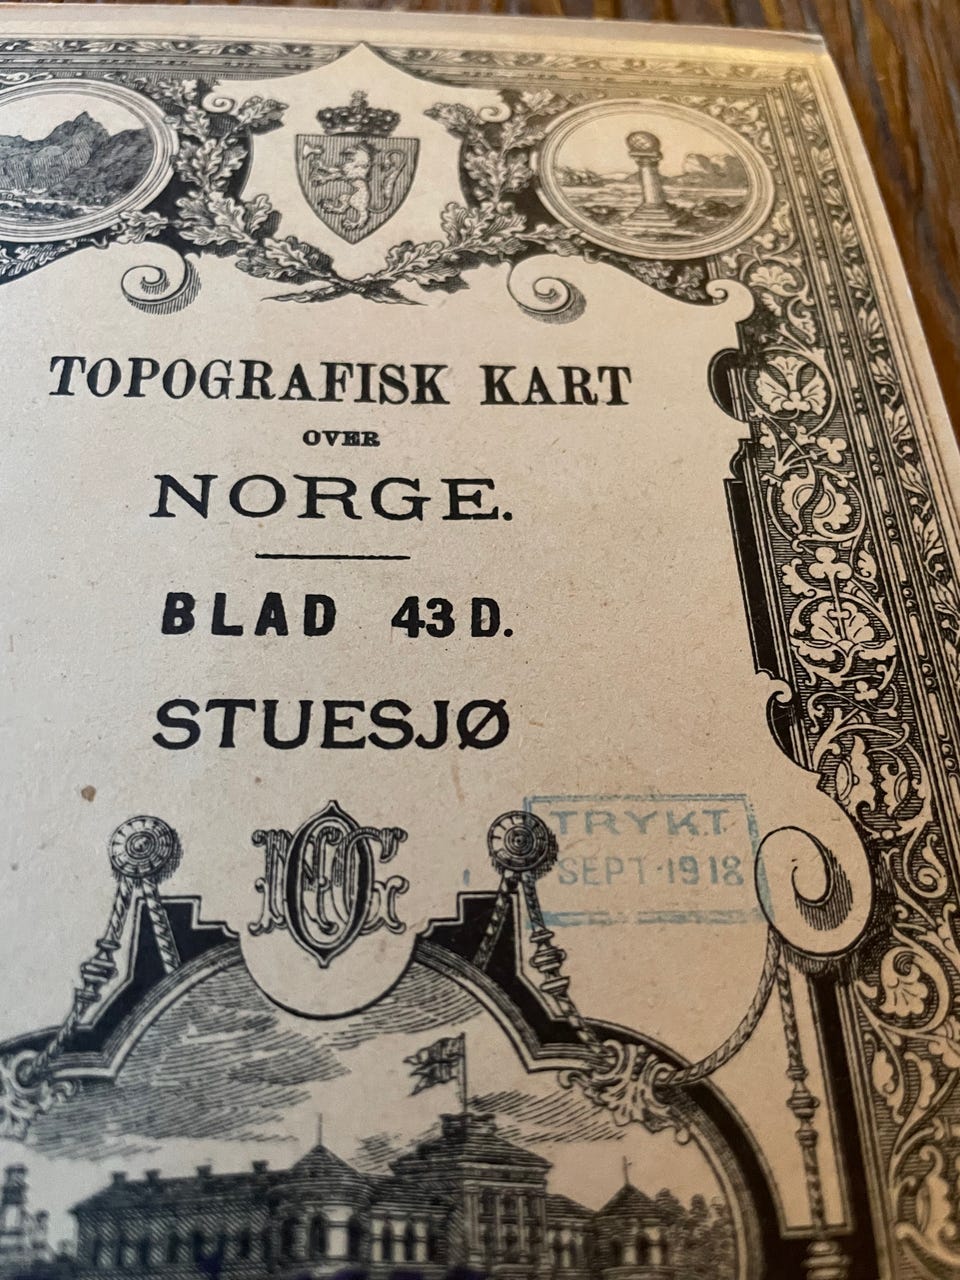 TOPOGRAFISK KART
OVER
NORGE.
BLAD 43 D.
STUESJØ
TRYKT
SEPT 1918